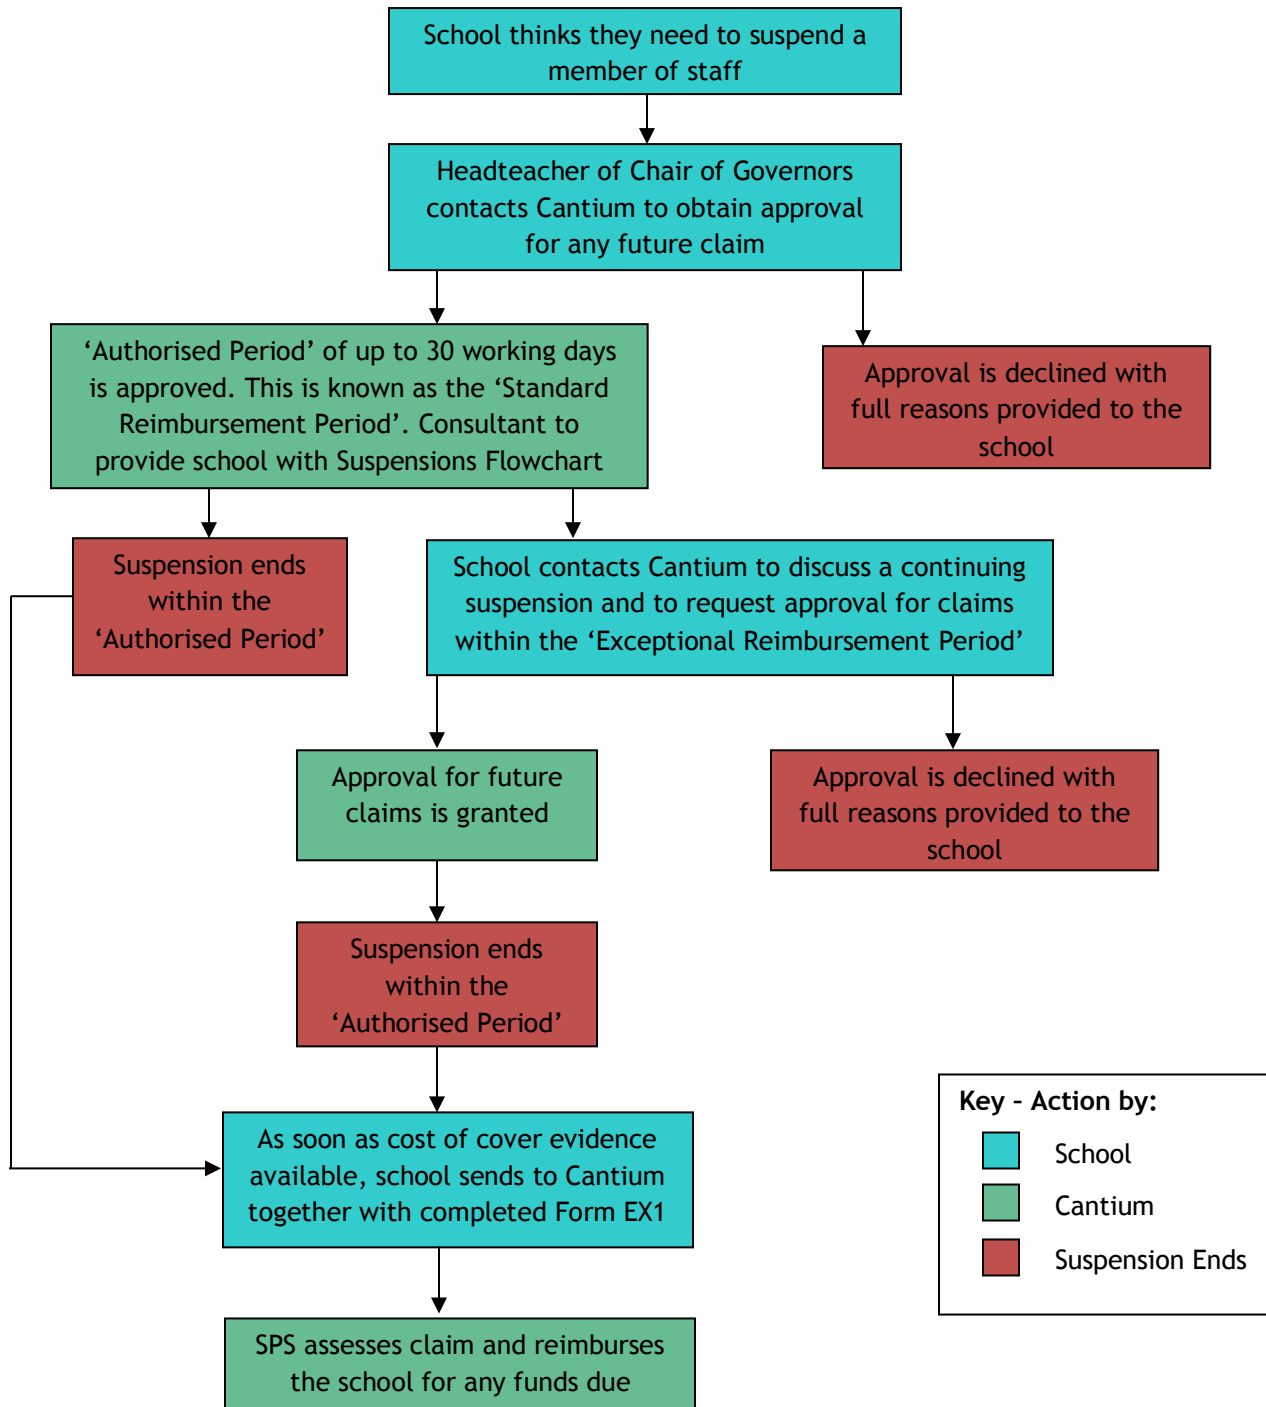 School thinks they need to suspend a
member of staff
Headteacher of Chair of Governors
contacts Cantium to obtain approval
for any future claim
‘Authorised Period’ of up to 30 working days
is approved. This is known as the ‘Standard
Reimbursement Period’. Consultant to
provide school with Suspensions Flowchart
Approval is declined with
full reasons provided to the
school
Suspension ends
within the
‘Authorised Period’
School contacts Cantium to discuss a continuing
suspension and to request approval for claims
within the ‘Exceptional Reimbursement Period’
Approval for future
claims is granted
Approval is declined with
full reasons provided to the
school
Suspension ends
within the
‘Authorised Period’
As soon as cost of cover evidence
available, school sends to Cantium
together with completed Form EX1
SPS assesses claim and reimburses
the school for any funds due
Key – Action by:
School
Cantium
Suspension Ends